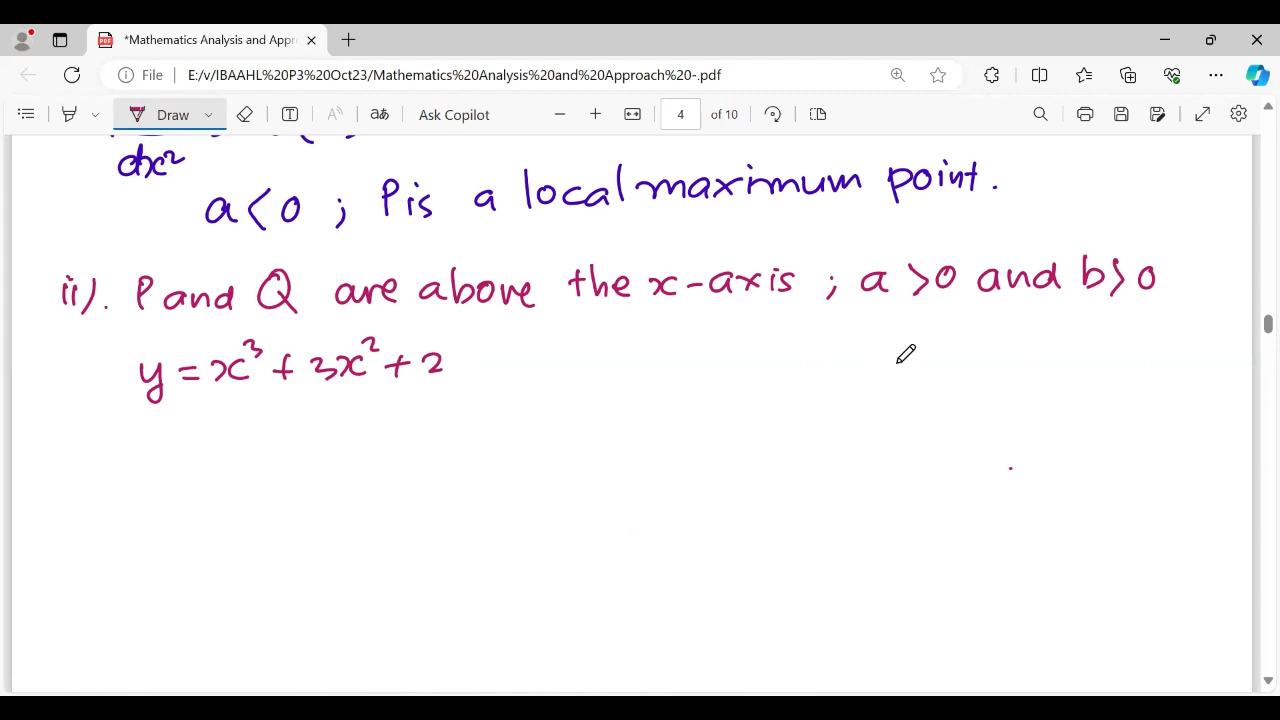 *Mathematics Analysis and Appr
File E:/v/IBAAHL%20P3%20Oct23/Mathematics%20Analysis%20and%20Approach%20-.pdf
Draw Ask Copilot 4 of 10
dx²
a < 0 ; P is a local maximum point.
ii). P and Q are above the x-axis ; a > 0 and b > 0
y = x³ + 3x² + 2